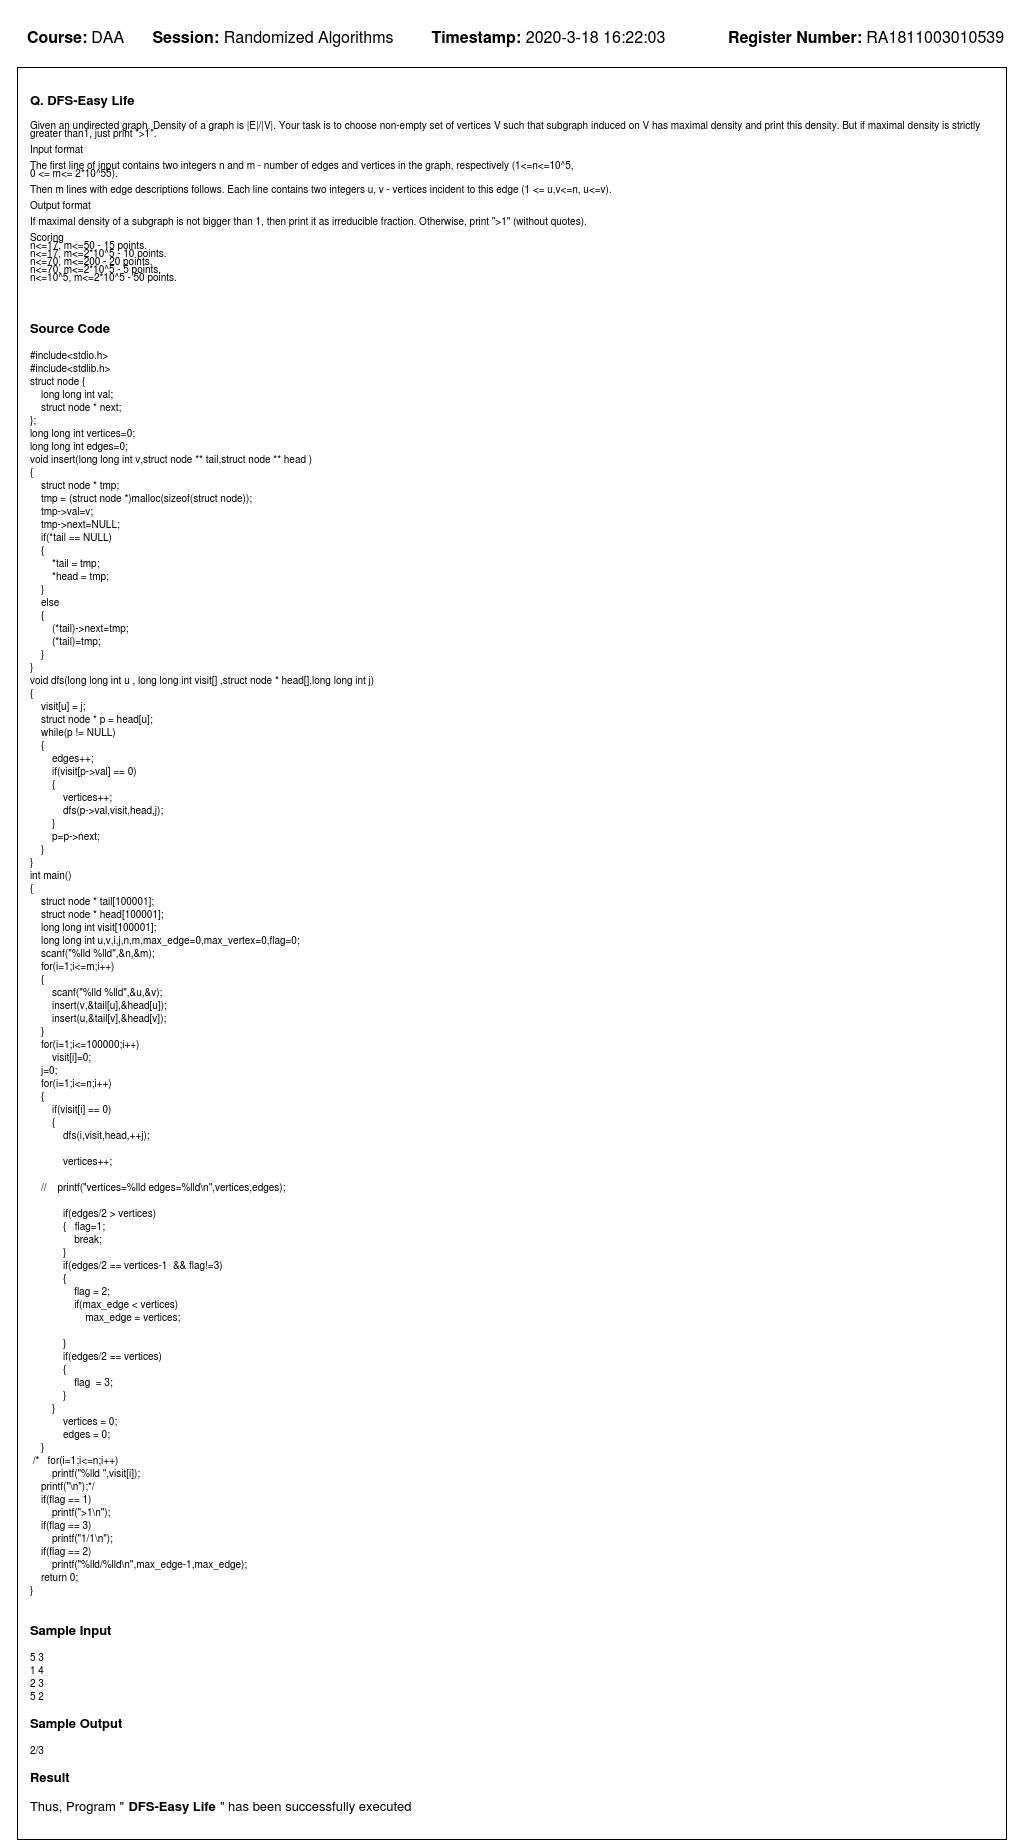 Course: DAA Session: Randomized Algorithms Timestamp: 2020-3-18 16:22:03 Register Number: RA1811003010539
Q. DFS-Easy Life
Given an undirected graph. Density of a graph is |E|/|V|. Your task is to choose non-empty set of vertices V such that subgraph induced on V has maximal density and print this density. But if maximal density is strictly
greater than1, just print ">1".
Input format
The first line of input contains two integers n and m - number of edges and vertices in the graph, respectively (1<=n<=10^5,
0 <= m<= 2*10^55).
Then m lines with edge descriptions follows. Each line contains two integers u, v - vertices incident to this edge (1 <= u,v<=n, u<=v).
Output format
If maximal density of a subgraph is not bigger than 1, then print it as irreducible fraction. Otherwise, print ">1" (without quotes).
Scoring
n<=17, m<=50 - 15 points.
n<=17, m<=2*10^5 - 10 points.
n<=70, m<=200 - 20 points.
n<=70, m<=2*10^5 - 5 points.
n<=10^5, m<=2*10^5 - 50 points.
Source Code
#include<stdio.h>
#include<stdlib.h>
struct node {
long long int val;
struct node * next;
};
long long int vertices=0;
long long int edges=0;
void insert(long long int v,struct node ** tail,struct node ** head )
{
struct node * tmp;
tmp = (struct node *)malloc(sizeof(struct node));
tmp->val=v;
tmp->next=NULL;
if(*tail == NULL)
{
*tail = tmp;
*head = tmp;
}
else
{
(*tail)->next=tmp;
(*tail)=tmp;
}
}
void dfs(long long int u , long long int visit[] ,struct node * head[],long long int j)
{
visit[u] = j;
struct node * p = head[u];
while(p != NULL)
{
edges++;
if(visit[p->val] == 0)
{
vertices++;
dfs(p->val,visit,head,j);
}
p=p->next;
}
}
int main()
{
struct node * tail[100001];
struct node * head[100001];
long long int visit[100001];
long long int u,v,i,j,n,m,max_edge=0,max_vertex=0,flag=0;
scanf("%lld %lld",&n,&m);
for(i=1;i<=m;i++)
{
scanf("%lld %lld",&u,&v);
insert(v,&tail[u],&head[u]);
insert(u,&tail[v],&head[v]);
}
for(i=1;i<=100000;i++)
visit[i]=0;
j=0;
for(i=1;i<=n;i++)
{
if(visit[i] == 0)
{
dfs(i,visit,head,++j);
vertices++;
// printf("vertices=%lld edges=%lld\n",vertices,edges);
if(edges/2 > vertices)
{ flag=1;
break;
}
if(edges/2 == vertices-1 && flag!=3)
{
flag = 2;
if(max_edge < vertices)
max_edge = vertices;
}
if(edges/2 == vertices)
{
flag = 3;
}
}
vertices = 0;
edges = 0;
}
/* for(i=1;i<=n;i++)
printf("%lld ",visit[i]);
printf("\n");*/
if(flag == 1)
printf(">1\n");
if(flag == 3)
printf("1/1\n");
if(flag == 2)
printf("%lld/%lld\n",max_edge-1,max_edge);
return 0;
}
Sample Input
5 3
1 4
2 3
5 2
Sample Output
2/3
Result
Thus, Program " DFS-Easy Life " has been successfully executed